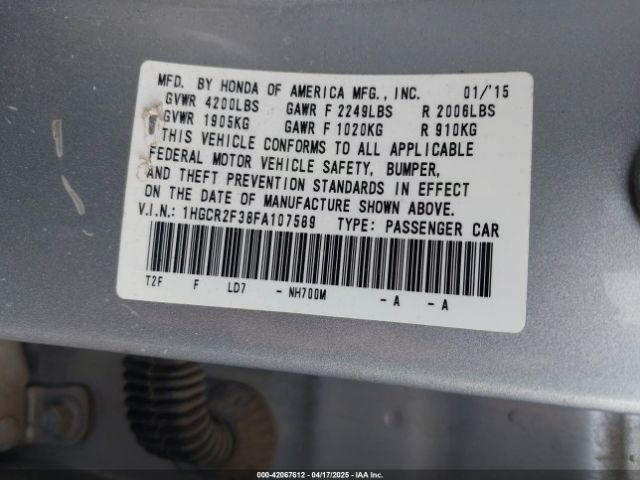 MFD. BY HONDA OF AMERICA MFG., INC. 01/'15
GVWR 4200LBS GAWR F 2249LBS R 2006LBS
GVWR 1905KG GAWR F 1020KG R 910KG
THIS VEHICLE CONFORMS TO ALL APPLICABLE
FEDERAL MOTOR VEHICLE SAFETY, BUMPER,
AND THEFT PREVENTION STANDARDS IN EFFECT
ON THE DATE OF MANUFACTURE SHOWN ABOVE.
V.I.N.: 1HGCR2F38FA107589 TYPE: PASSENGER CAR
T2F F LD7 - NH700M - A - A
000-42067612 - 04/17/2025 - IAA Inc.